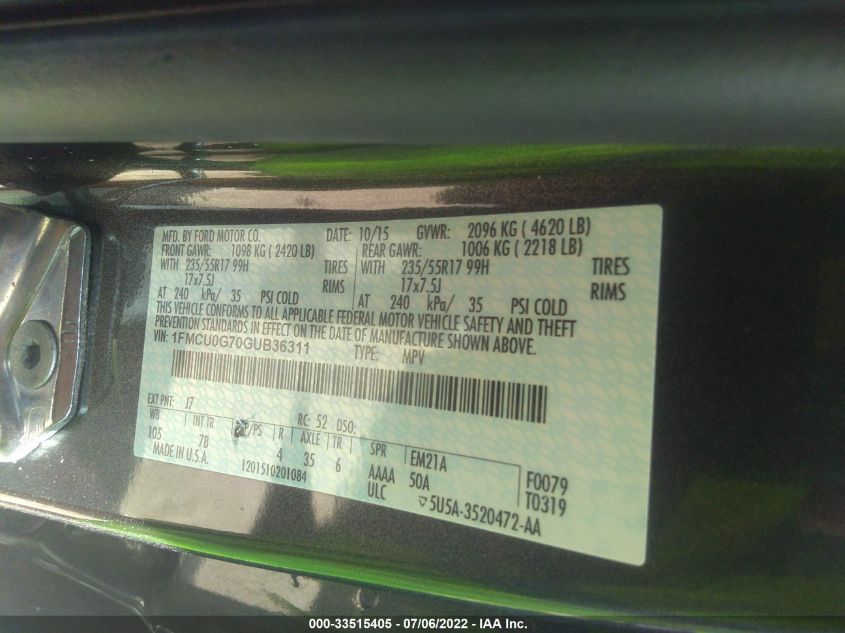 MFD. BY FORD MOTOR CO. DATE: 10/15 GVWR: 2096 KG ( 4620 LB)
FRONT GAWR: 1098 KG ( 2420 LB) REAR GAWR: 1006 KG ( 2218 LB)
WITH 235/55R17 99H TIRES WITH 235/55R17 99H TIRES
17x7.5J RIMS 17x7.5J RIMS
AT 240 kPa/ 35 PSI COLD AT 240 kPa/ 35 PSI COLD
THIS VEHICLE CONFORMS TO ALL APPLICABLE FEDERAL MOTOR VEHICLE SAFETY AND THEFT
PREVENTION STANDARDS IN EFFECT ON THE DATE OF MANUFACTURE SHOWN ABOVE.
VIN: 1FMCU0G70GUB36311 TYPE: MPV
EXT PNT: J7 RC: 52 DSO:
WB INT TR /PS R AXLE TR SPR EM21A F0079
105 7B 4 35 6 AAAA 50A T0319
MADE IN U.S.A. 1201510201084 ULC 5U5A-3520472-AA
000-33515405 - 07/06/2022 - IAA Inc.